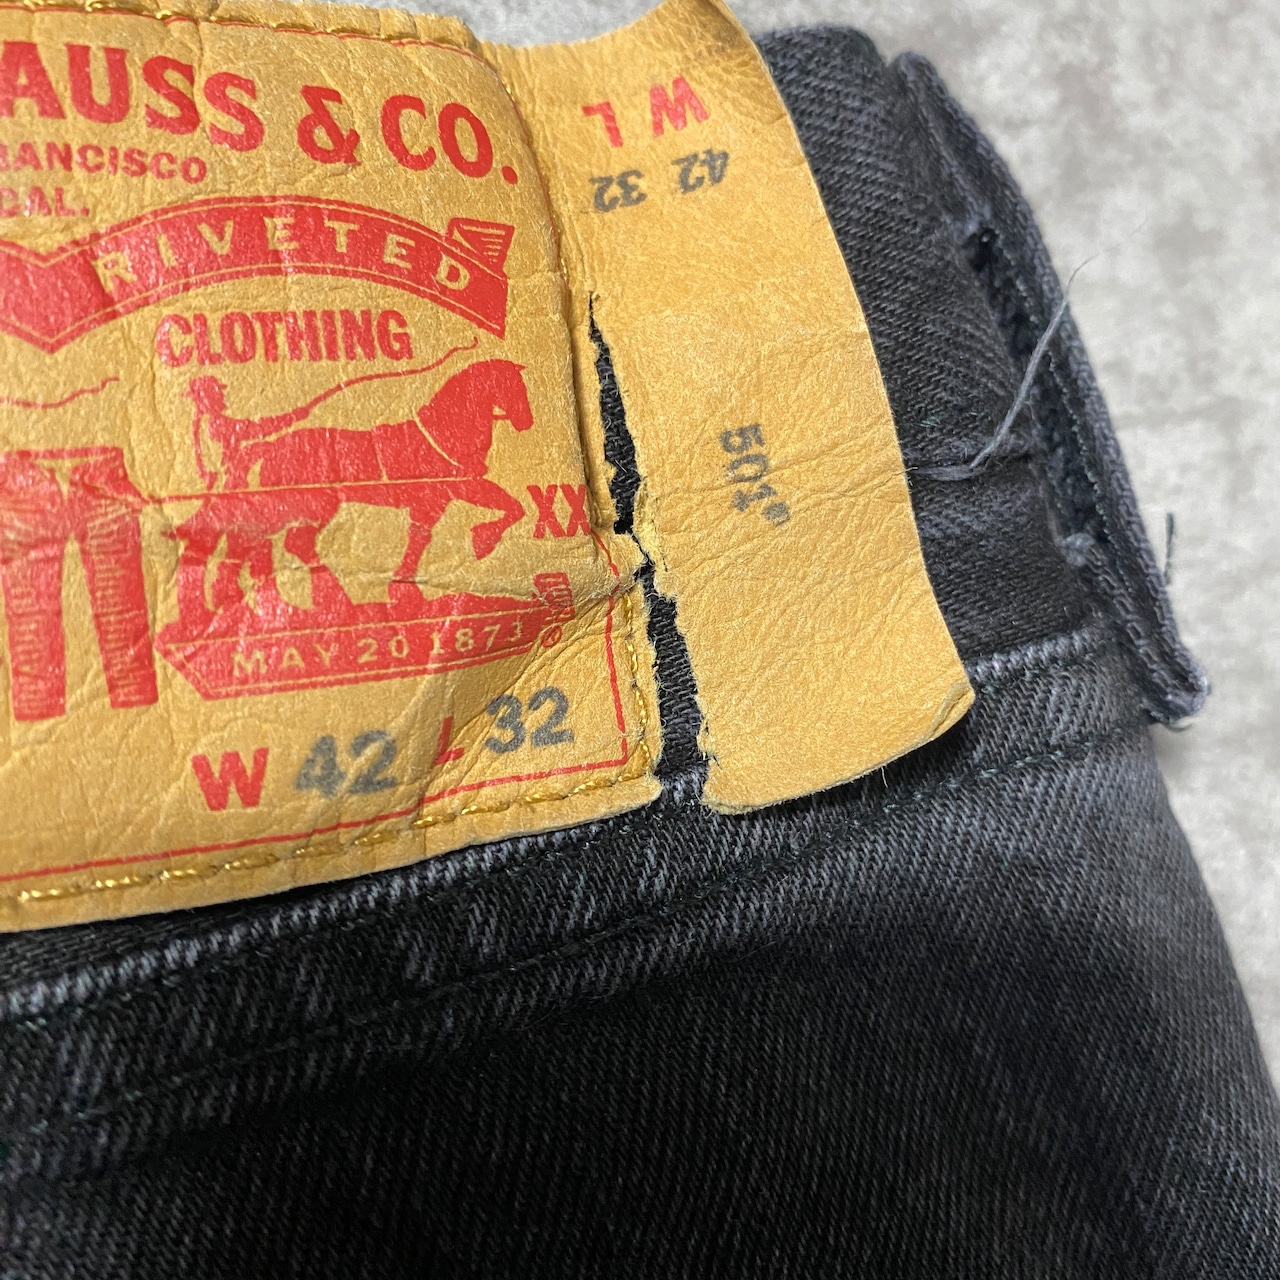 AUSS & CO.
RANCISCO
CAL.
RIVETED
CLOTHING
XX
MAY 20 1873
W 42 L 32
W L
42 32
501®